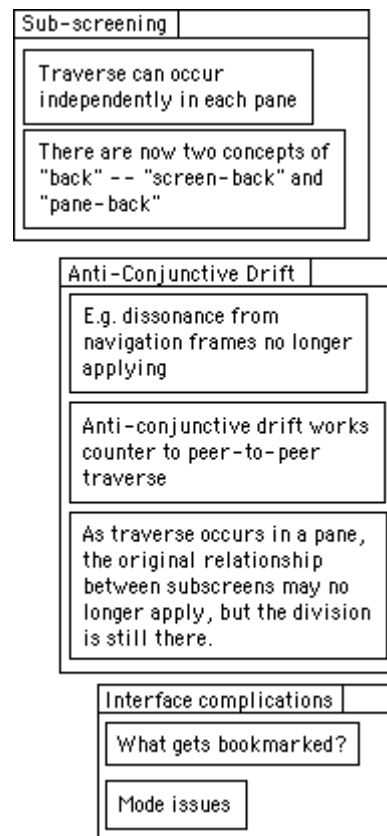 Sub-screening
Traverse can occur
independently in each pane
There are now two concepts of
"back" -- "screen-back" and
"pane-back"
Anti-Conjunctive Drift
E.g. dissonance from
navigation frames no longer
applying
Anti-conjunctive drift works
counter to peer-to-peer
traverse
As traverse occurs in a pane,
the original relationship
between subscreens may no
longer apply, but the division
is still there.
Interface complications
What gets bookmarked?
Mode issues